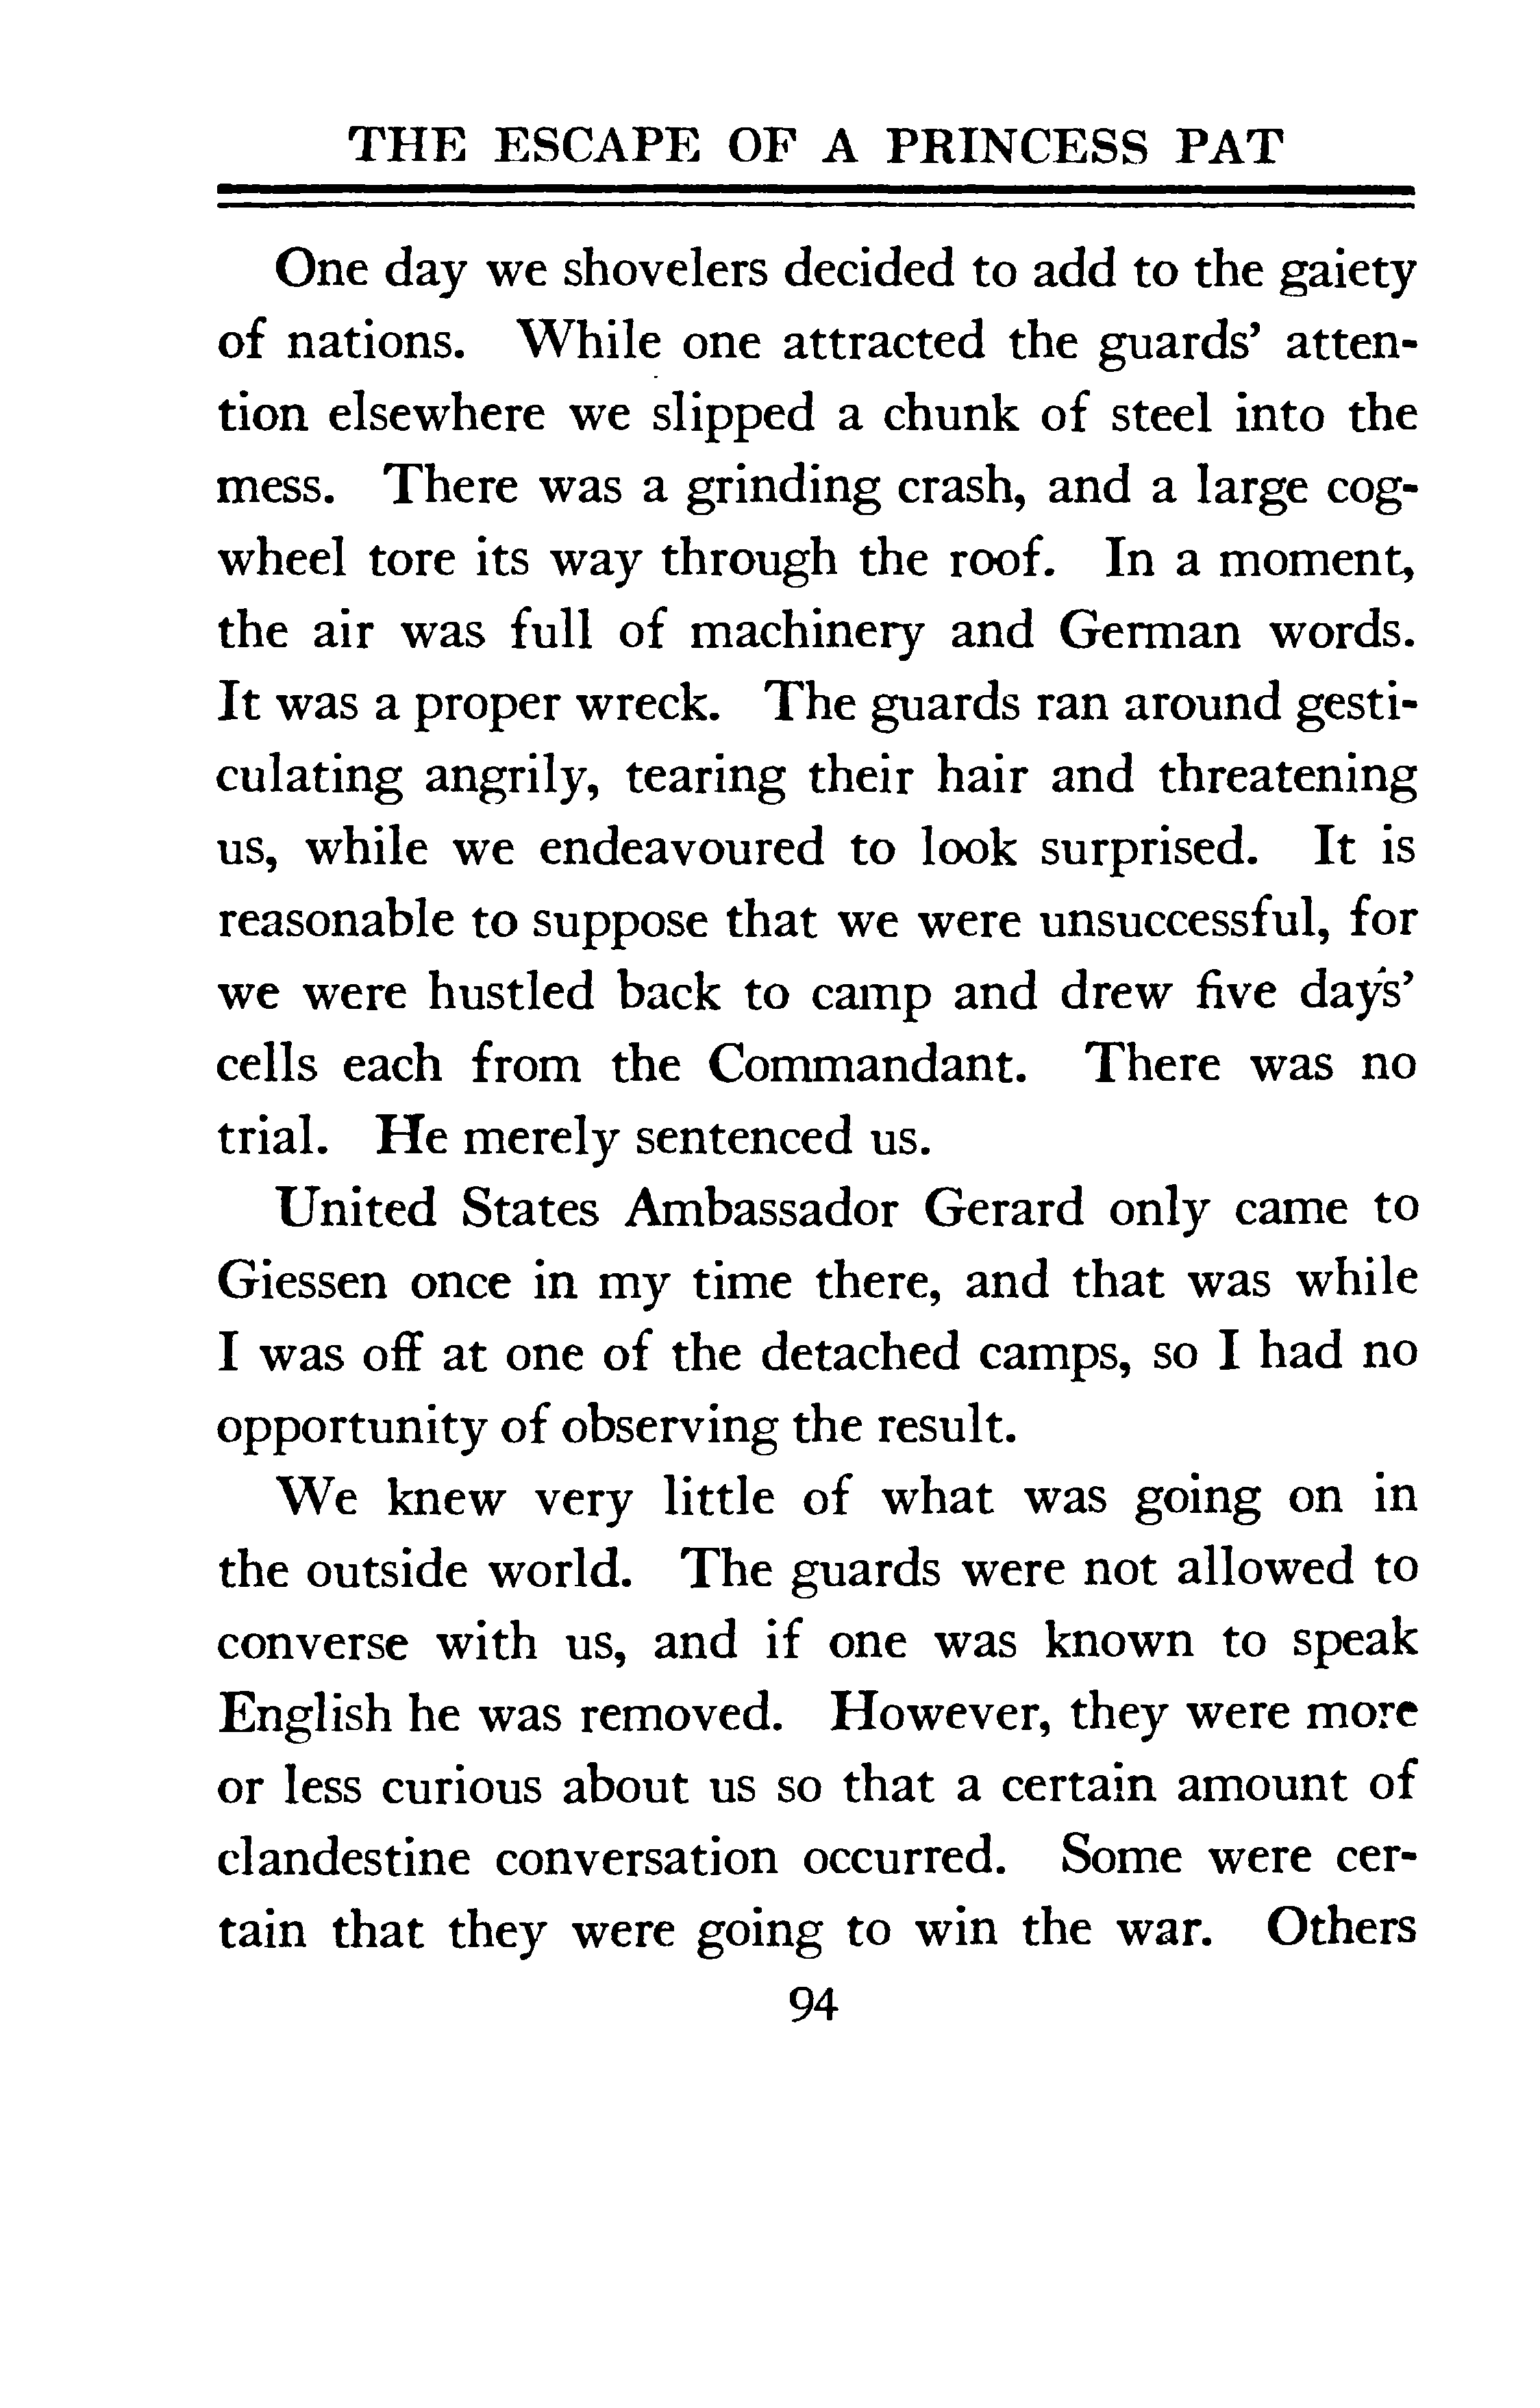 THE ESCAPE OF A PRINCESS PAT
One day we shovelers decided to add to the gaiety
of nations. While one attracted the guards’ atten-
tion elsewhere we slipped a chunk of steel into the
mess. There was a grinding crash, and a large cog-
wheel tore its way through the roof. In a moment,
the air was full of machinery and German words.
It was a proper wreck. The guards ran around gesti-
culating angrily, tearing their hair and threatening
us, while we endeavoured to look surprised. It is
reasonable to suppose that we were unsuccessful, for
we were hustled back to camp and drew five days’
cells each from the Commandant. There was no
trial. He merely sentenced us.
United States Ambassador Gerard only came to
Giessen once in my time there, and that was while
I was off at one of the detached camps, so I had no
opportunity of observing the result.
We knew very little of what was going on in
the outside world. The guards were not allowed to
converse with us, and if one was known to speak
English he was removed. However, they were more
or less curious about us so that a certain amount of
clandestine conversation occurred. Some were cer-
tain that they were going to win the war. Others
94